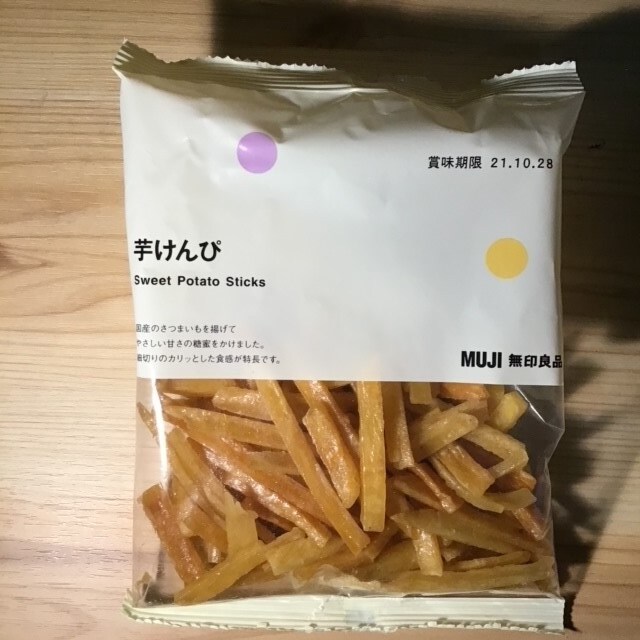 賞味期限 21.10.28
芋けんぴ
Sweet Potato Sticks
国産のさつまいもを揚げて
やさしい甘さの糖蜜をかけました。
細切りのカリッとした食感が特長です。
MUJI 無印良品